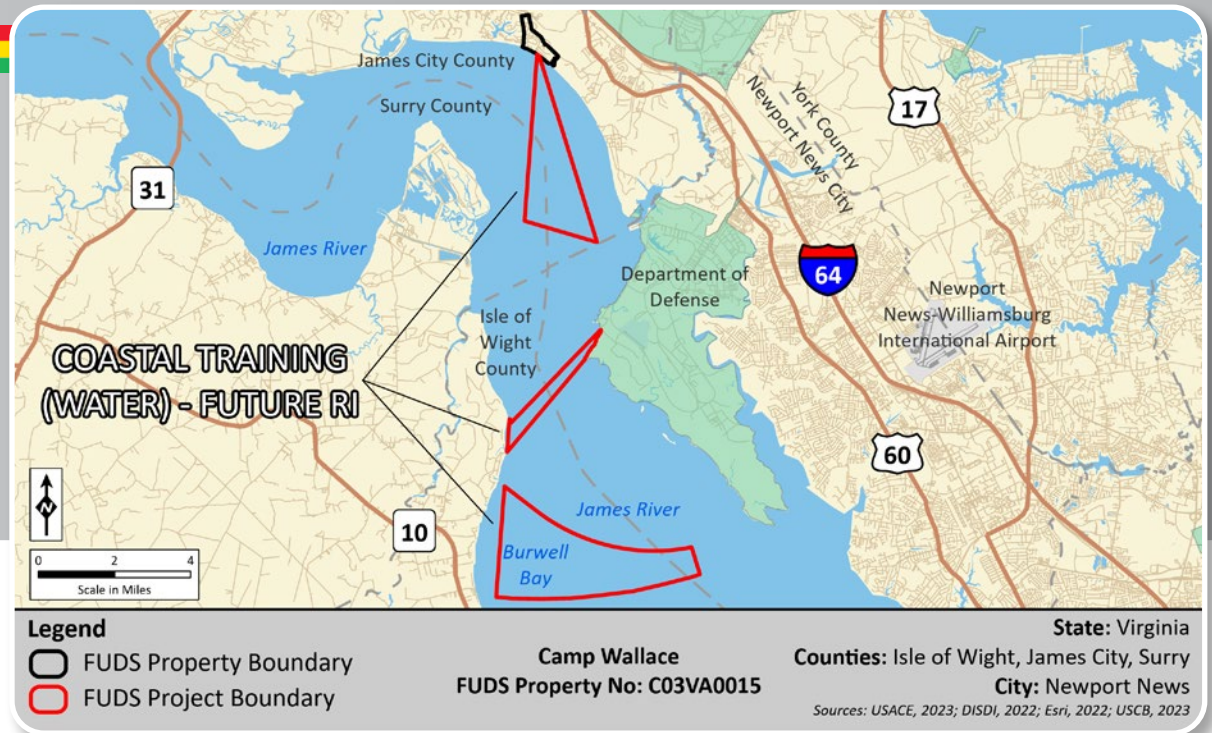 James City County
Surry County
York County
Newport News City
17
31
James River
64
Department of
Defense
Newport
News-Williamsburg
International Airport
Isle of
Wight
County
COASTAL TRAINING
(WATER) - FUTURE RI
60
N
10
James River
Burwell
Bay
0 2 4
Scale in Miles
Legend
FUDS Property Boundary
FUDS Project Boundary
Camp Wallace
FUDS Property No: C03VA0015
State: Virginia
Counties: Isle of Wight, James City, Surry
City: Newport News
Sources: USACE, 2023; DISDI, 2022; Esri, 2022; USCB, 2023